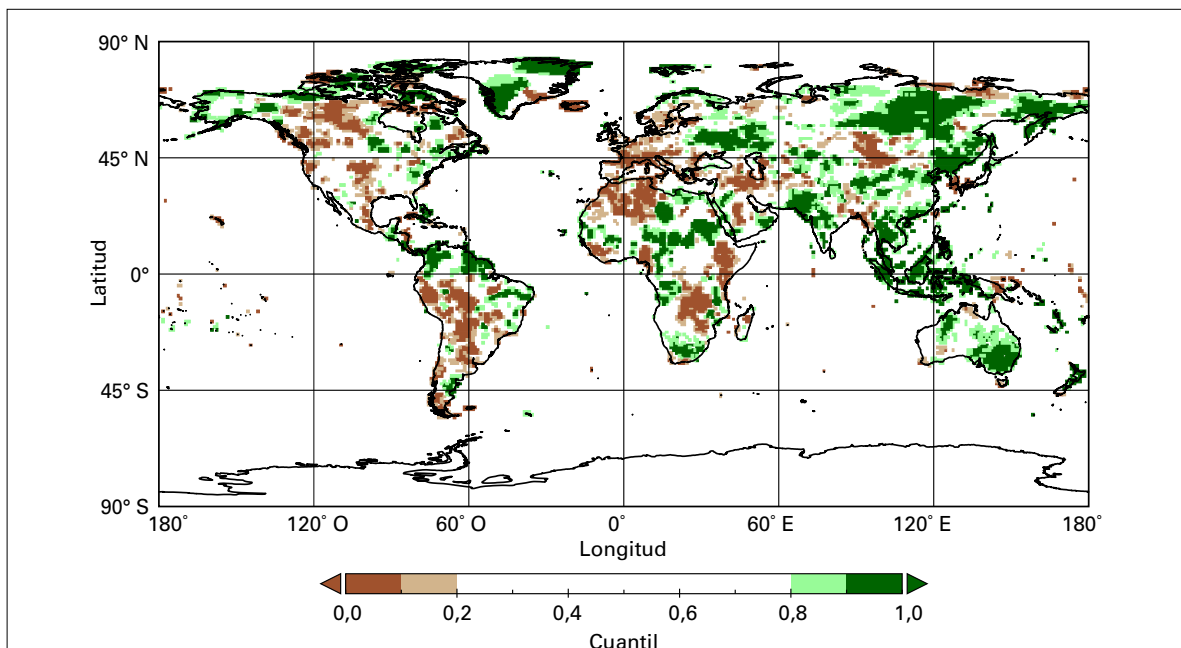 90° N
45° N
0°
45° S
90° S
Latitud
180° 120° O 60° O 0° 60° E 120° E 180°
Longitud
0,0 0,2 0,4 0,6 0,8 1,0
Cuantil